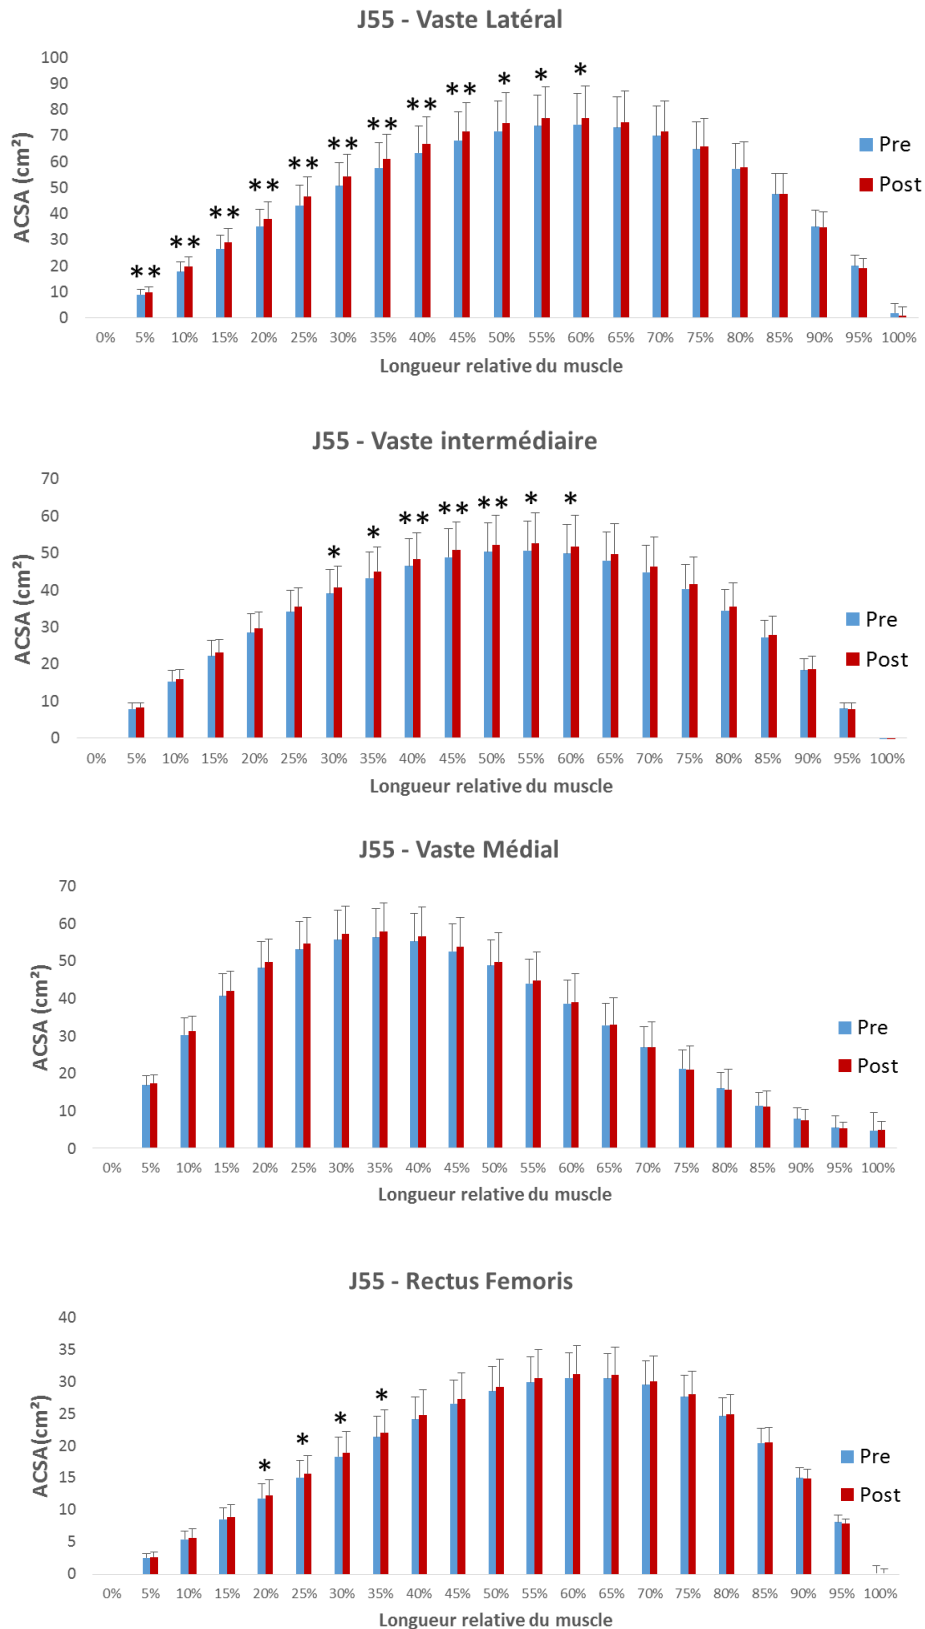 J55 - Vaste Latéral
100
90
80
70
60
50
40
30
20
10
0
ACSA (cm²)
** ** ** ** ** ** ** ** ** * * *
Pre
Post
0% 5% 10% 15% 20% 25% 30% 35% 40% 45% 50% 55% 60% 65% 70% 75% 80% 85% 90% 95% 100%
Longueur relative du muscle
J55 - Vaste intermédiaire
70
60
50
40
30
20
10
0
ACSA (cm²)
* * ** ** ** * *
Pre
Post
0% 5% 10% 15% 20% 25% 30% 35% 40% 45% 50% 55% 60% 65% 70% 75% 80% 85% 90% 95% 100%
Longueur relative du muscle
J55 - Vaste Médial
70
60
50
40
30
20
10
0
ACSA (cm²)
Pre
Post
0% 5% 10% 15% 20% 25% 30% 35% 40% 45% 50% 55% 60% 65% 70% 75% 80% 85% 90% 95% 100%
Longueur relative du muscle
J55 - Rectus Femoris
40
35
30
25
20
15
10
5
0
ACSA(cm²)
* * * *
Pre
Post
0% 5% 10% 15% 20% 25% 30% 35% 40% 45% 50% 55% 60% 65% 70% 75% 80% 85% 90% 95% 100%
Longueur relative du muscle